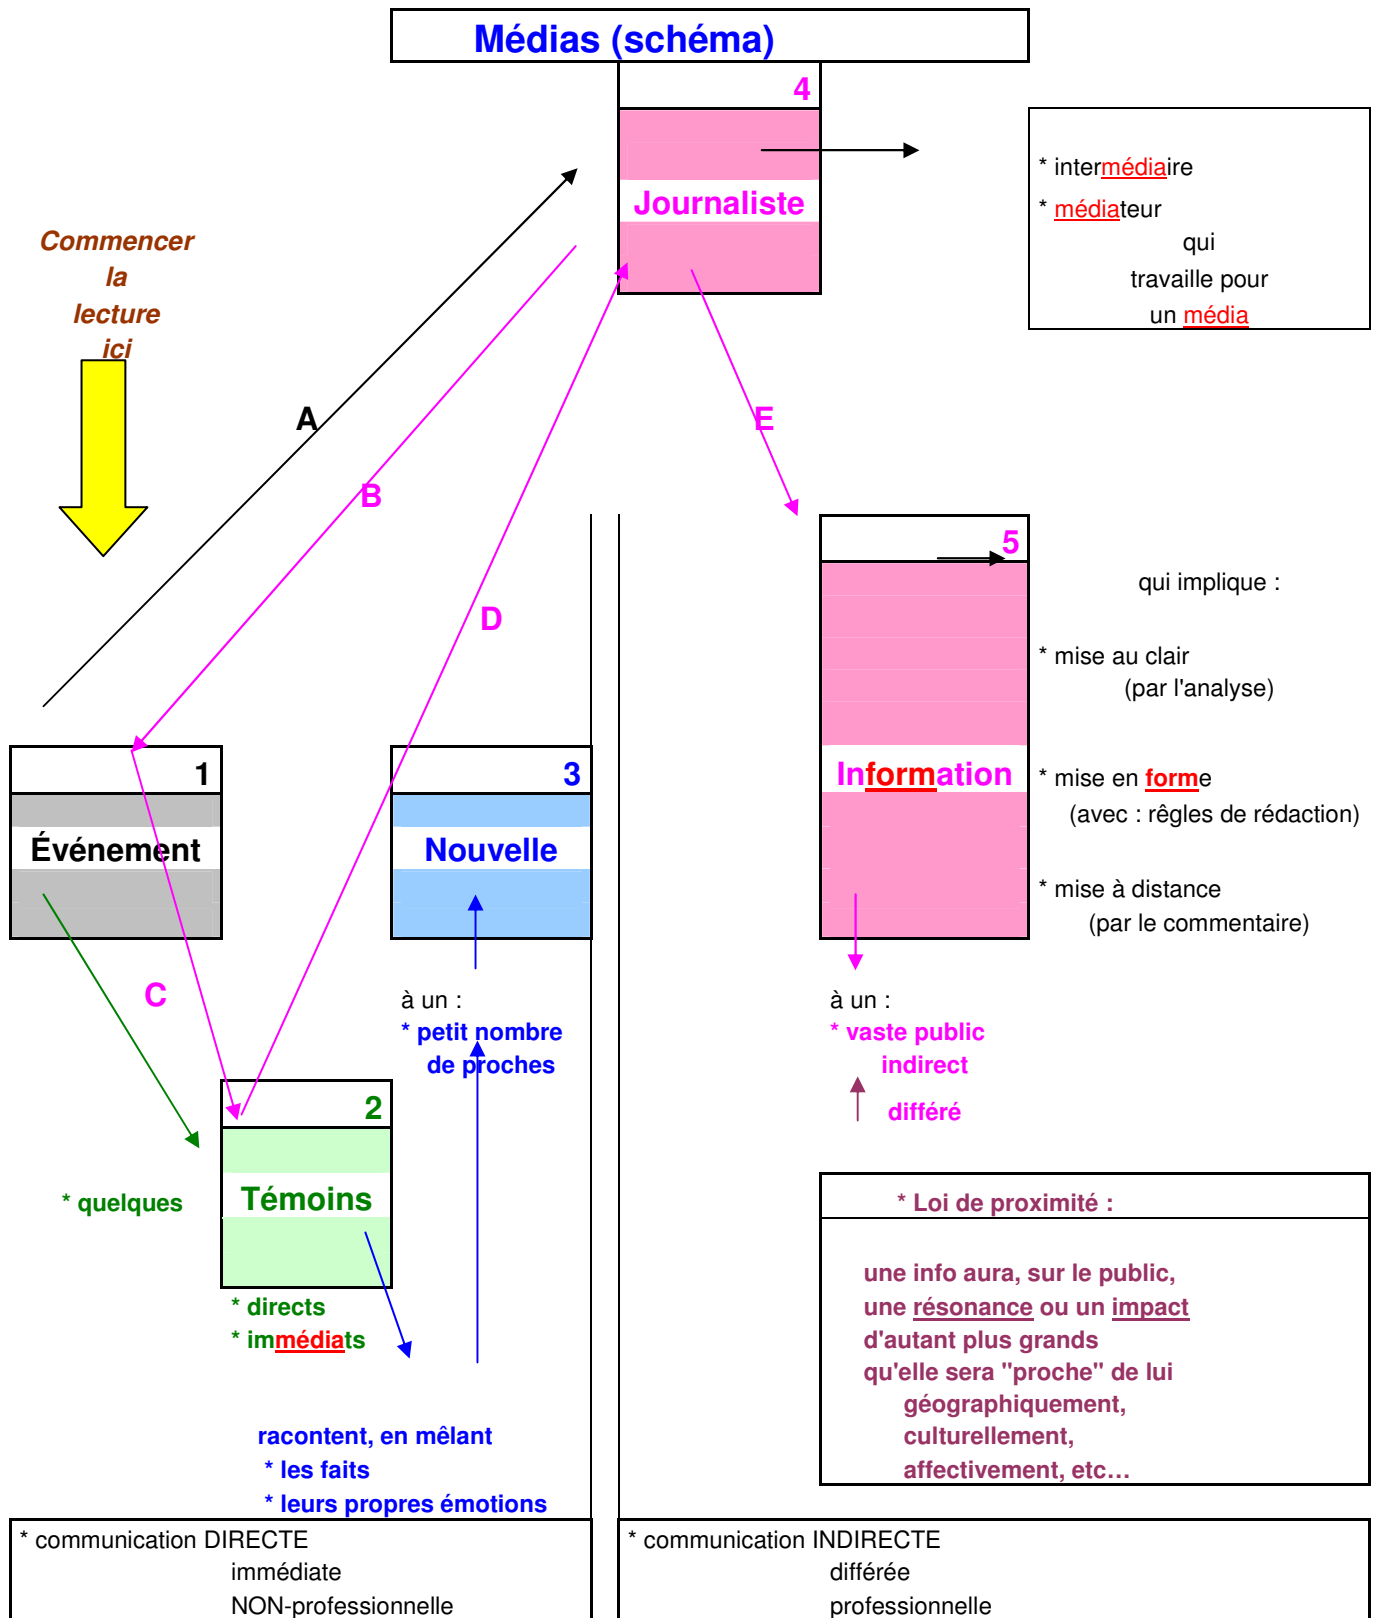 Médias (schéma)
4
Journaliste
* intermédiaire
* médiateur
qui
travaille pour
un média
Commencer
la
lecture
ici
A
B
E
D
5
qui implique :
* mise au clair
(par l'analyse)
Information
* mise en forme
(avec : rêgles de rédaction)
* mise à distance
(par le commentaire)
1
Événement
3
Nouvelle
C
à un :
* petit nombre
de proches
à un :
* vaste public
indirect
différé
2
* quelques
Témoins
* directs
* immédiats
racontent, en mêlant
* les faits
* leurs propres émotions
* Loi de proximité :
une info aura, sur le public,
une résonance ou un impact
d'autant plus grands
qu'elle sera "proche" de lui
géographiquement,
culturellement,
affectivement, etc…
* communication DIRECTE
immédiate
NON-professionnelle
* communication INDIRECTE
différée
professionnelle